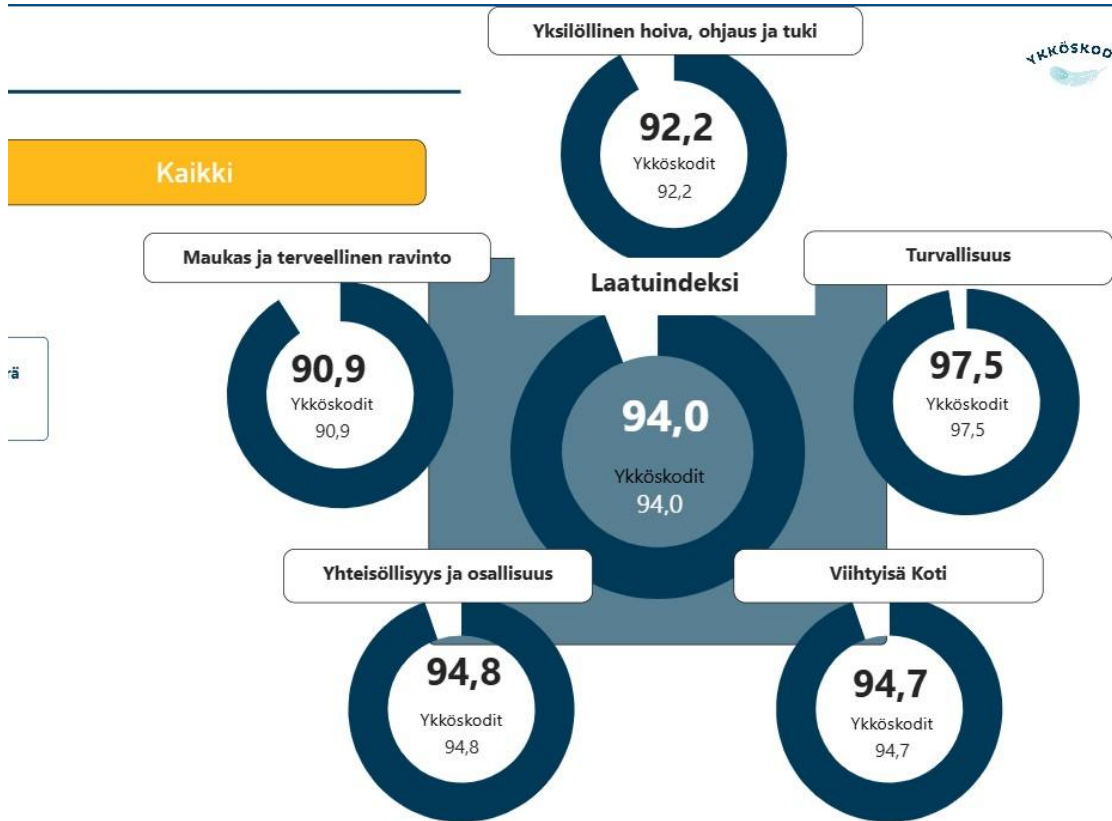 Yksilöllinen hoiva, ohjaus ja tuki
YKKÖSKOD
92,2
Ykköskodit
92,2
Kaikki
Maukas ja terveellinen ravinto
Turvallisuus
Laatuindeksi
90,9
Ykköskodit
90,9
97,5
Ykköskodit
97,5
rä
94,0
Ykköskodit
94,0
Yhteisöllisyys ja osallisuus
Viihtyisä Koti
94,8
Ykköskodit
94,8
94,7
Ykköskodit
94,7